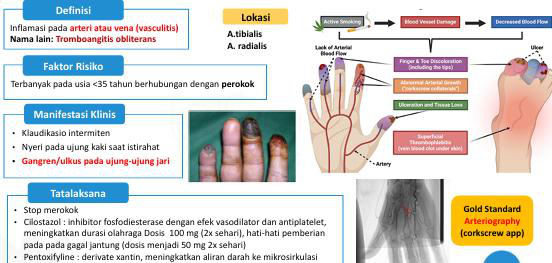 Definisi
Inflamasi pada arteri atau vena (vasculitis)
Nama lain: Tromboangitis obliterans
Faktor Risiko
Terbanyak pada usia <35 tahun berhubungan dengan perokok
Manifestasi Klinis
• Klaudikasio intermiten
• Nyeri pada ujung kaki saat istirahat
• Gangren/ulkus pada ujung-ujung jari
Lokasi
A.tibialis
A. radialis
Active Smoking
Blood Vessel Damage
Decreased Blood Flow
Lack of Arterial
Blood Flow
Finger & Toe Discoloration
(including the tips)
Abnormal Arterial Growth
("corkscrew collaterals")
Ulceration and Tissue Loss
Superficial
Thrombophlebitis
(vein blood clot under skin)
Artery
Ulcer
Tatalaksana
• Stop merokok
• Cilostazol : inhibitor fosfodiesterase dengan efek vasodilator dan antiplatelet,
meningkatkan durasi olahraga Dosis 100 mg (2x sehari), hati-hati pemberian
pada pada gagal jantung (dosis menjadi 50 mg 2x sehari)
• Pentoxifyline : derivate xantin, meningkatkan aliran darah ke mikrosirkulasi
Gold Standard
Arteriography
(corkscrew app)